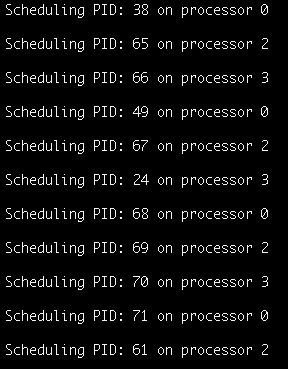 Scheduling PID: 38 on processor 0
Scheduling PID: 65 on processor 2
Scheduling PID: 66 on processor 3
Scheduling PID: 49 on processor 0
Scheduling PID: 67 on processor 2
Scheduling PID: 24 on processor 3
Scheduling PID: 68 on processor 0
Scheduling PID: 69 on processor 2
Scheduling PID: 70 on processor 3
Scheduling PID: 71 on processor 0
Scheduling PID: 61 on processor 2